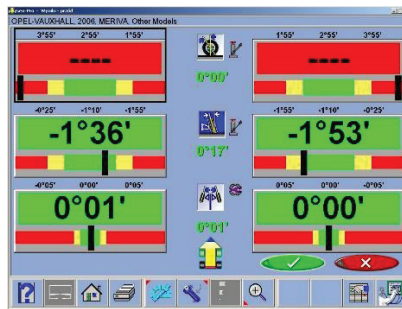 OPEL-VAUXHALL, 2006, MERIVA, Other Models
3°55' 2°55' 1°55' 1°55' 2°55' 3°55'
---- 0°00' ----
-0°25' -1°10' -1°55' -1°55' -1°10' -0°25'
-1°36' 0°17' -1°53'
-0°05' 0°00' 0°05' 0°05' 0°00' -0°05'
0°01' 0°01' 0°00'